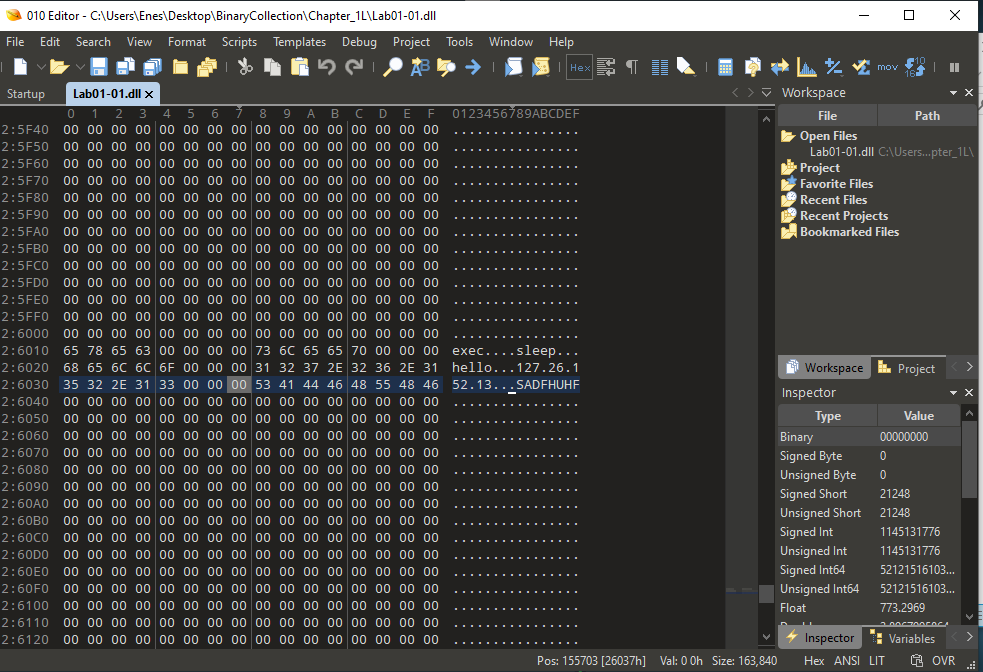 010 Editor - C:\Users\Enes\Desktop\BinaryCollection\Chapter_1L\Lab01-01.dll
File Edit Search View Format Scripts Templates Debug Project Tools Window Help
Hex mov
Startup Lab01-01.dll
0 1 2 3 4 5 6 7 8 9 A B C D E F 0123456789ABCDEF
2:5F40 00 00 00 00 00 00 00 00 00 00 00 00 00 00 00 00 ................
2:5F50 00 00 00 00 00 00 00 00 00 00 00 00 00 00 00 00 ................
2:5F60 00 00 00 00 00 00 00 00 00 00 00 00 00 00 00 00 ................
2:5F70 00 00 00 00 00 00 00 00 00 00 00 00 00 00 00 00 ................
2:5F80 00 00 00 00 00 00 00 00 00 00 00 00 00 00 00 00 ................
2:5F90 00 00 00 00 00 00 00 00 00 00 00 00 00 00 00 00 ................
2:5FA0 00 00 00 00 00 00 00 00 00 00 00 00 00 00 00 00 ................
2:5FB0 00 00 00 00 00 00 00 00 00 00 00 00 00 00 00 00 ................
2:5FC0 00 00 00 00 00 00 00 00 00 00 00 00 00 00 00 00 ................
2:5FD0 00 00 00 00 00 00 00 00 00 00 00 00 00 00 00 00 ................
2:5FE0 00 00 00 00 00 00 00 00 00 00 00 00 00 00 00 00 ................
2:5FF0 00 00 00 00 00 00 00 00 00 00 00 00 00 00 00 00 ................
2:6000 00 00 00 00 00 00 00 00 00 00 00 00 00 00 00 00 ................
2:6010 65 78 65 63 00 00 00 00 73 6C 65 65 70 00 00 00 exec....sleep...
2:6020 68 65 6C 6C 6F 00 00 00 31 32 37 2E 32 36 2E 31 hello...127.26.1
2:6030 35 32 2E 31 33 00 00 00 53 41 44 46 48 55 48 46 52.13...SADFHUHF
2:6040 00 00 00 00 00 00 00 00 00 00 00 00 00 00 00 00 ................
2:6050 00 00 00 00 00 00 00 00 00 00 00 00 00 00 00 00 ................
2:6060 00 00 00 00 00 00 00 00 00 00 00 00 00 00 00 00 ................
2:6070 00 00 00 00 00 00 00 00 00 00 00 00 00 00 00 00 ................
2:6080 00 00 00 00 00 00 00 00 00 00 00 00 00 00 00 00 ................
2:6090 00 00 00 00 00 00 00 00 00 00 00 00 00 00 00 00 ................
2:60A0 00 00 00 00 00 00 00 00 00 00 00 00 00 00 00 00 ................
2:60B0 00 00 00 00 00 00 00 00 00 00 00 00 00 00 00 00 ................
2:60C0 00 00 00 00 00 00 00 00 00 00 00 00 00 00 00 00 ................
2:60D0 00 00 00 00 00 00 00 00 00 00 00 00 00 00 00 00 ................
2:60E0 00 00 00 00 00 00 00 00 00 00 00 00 00 00 00 00 ................
2:60F0 00 00 00 00 00 00 00 00 00 00 00 00 00 00 00 00 ................
2:6100 00 00 00 00 00 00 00 00 00 00 00 00 00 00 00 00 ................
2:6110 00 00 00 00 00 00 00 00 00 00 00 00 00 00 00 00 ................
2:6120 00 00 00 00 00 00 00 00 00 00 00 00 00 00 00 00 ................
Workspace
File Path
Open Files
Lab01-01.dll C:\Users...pter_1L\
Project
Favorite Files
Recent Files
Recent Projects
Bookmarked Files
Workspace Project
Inspector
Type Value
Binary 00000000
Signed Byte 0
Unsigned Byte 0
Signed Short 21248
Unsigned Short 21248
Signed Int 1145131776
Unsigned Int 1145131776
Signed Int64 52121516103...
Unsigned Int64 52121516103...
Float 773.2969
Inspector Variables
Pos: 155703 [26037h] Val: 0 0h Size: 163,840 Hex ANSI LIT OVR